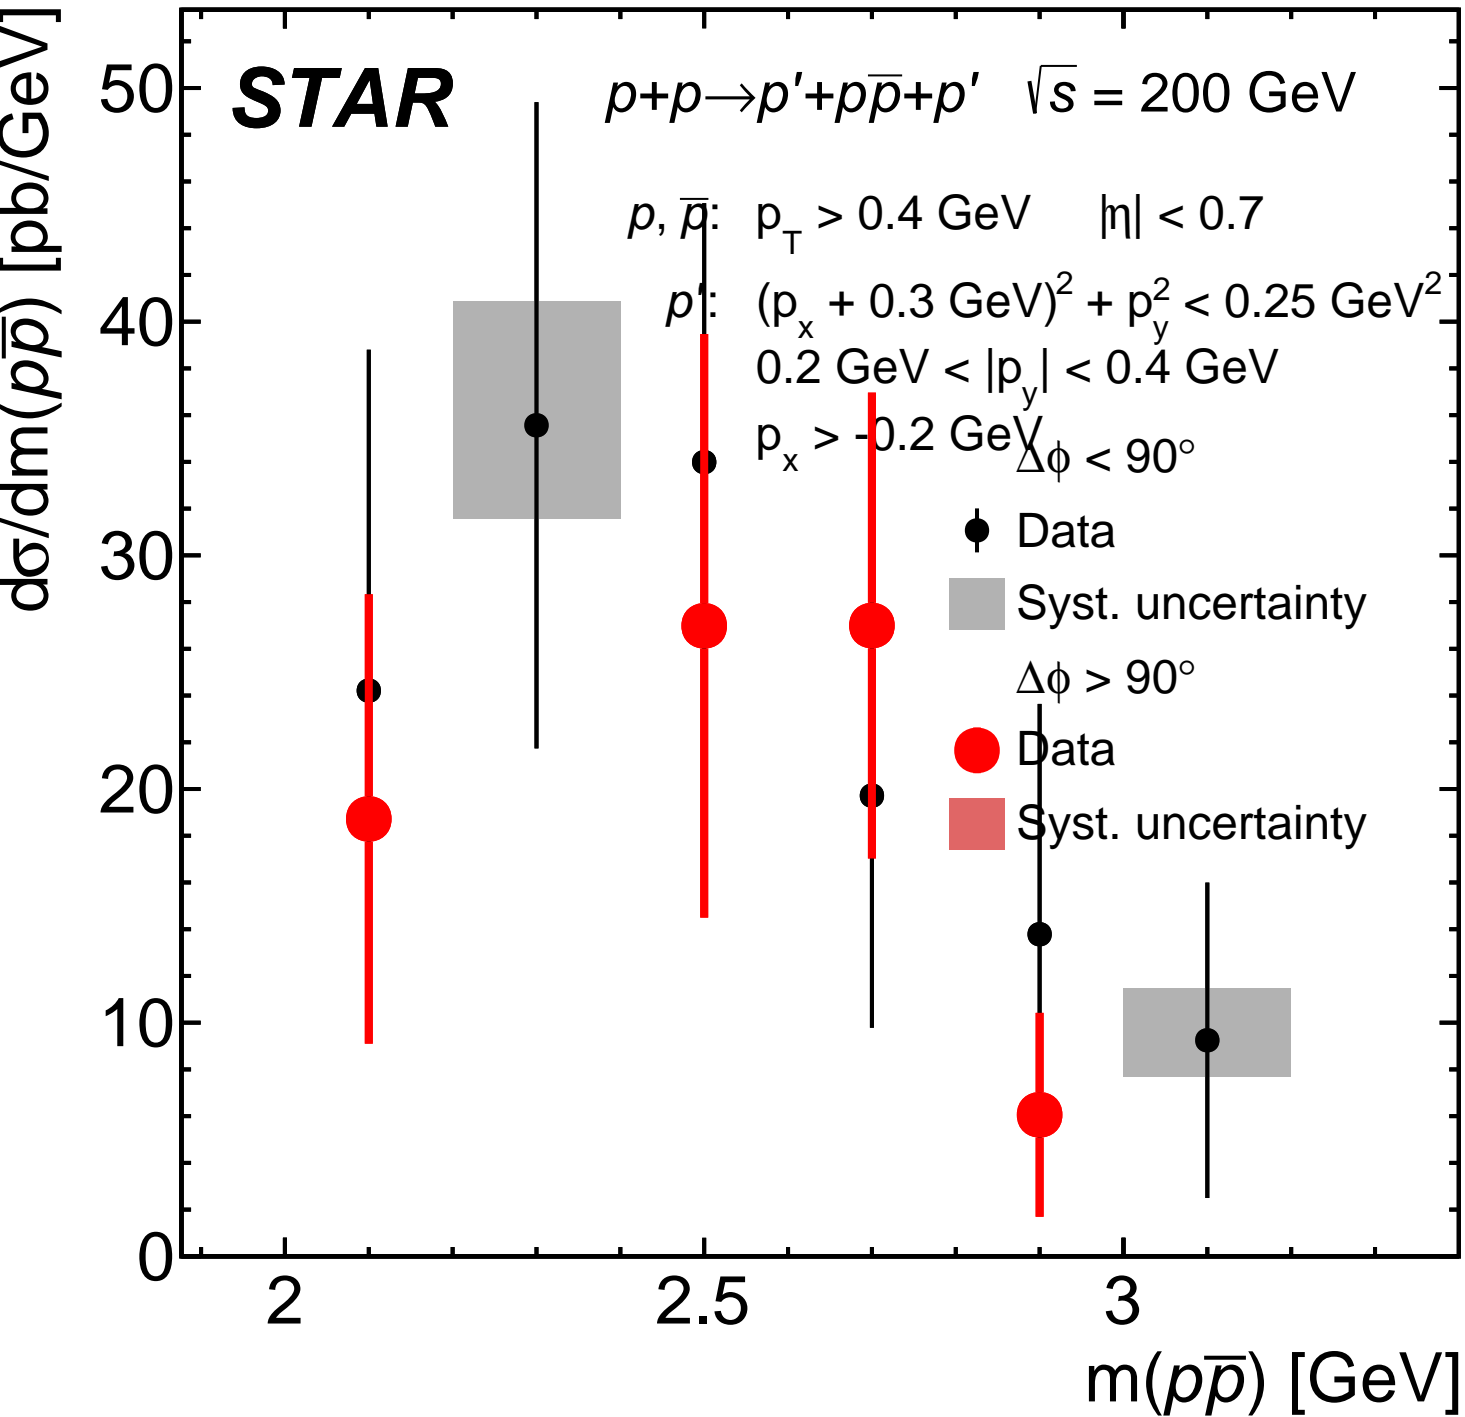 dσ/dm(pp̅) [pb/GeV]
50
40
30
20
10
0
STAR
p+p→p′+pp̅+p′ √s = 200 GeV
p, p̅: p_T > 0.4 GeV |η| < 0.7
p′: (p_x + 0.3 GeV)² + p_y² < 0.25 GeV²
0.2 GeV < |p_y| < 0.4 GeV
p_x > -0.2 GeV
Δϕ < 90°
Data
Syst. uncertainty
Δϕ > 90°
Data
Syst. uncertainty
2 2.5 3
m(pp̅) [GeV]